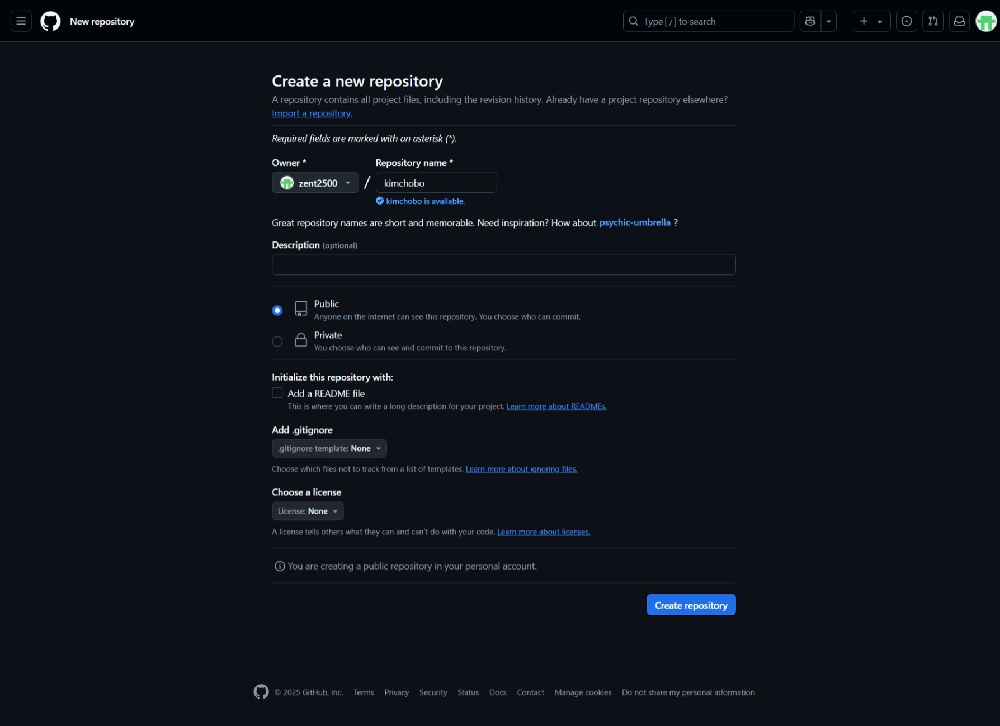 New repository
Type / to search
Create a new repository
A repository contains all project files, including the revision history. Already have a project repository elsewhere?
Import a repository.
Required fields are marked with an asterisk (*).
Owner *
Repository name *
zent2500
/
kimchobo
kimchobo is available.
Great repository names are short and memorable. Need inspiration? How about psychic-umbrella ?
Description (optional)
Public
Anyone on the internet can see this repository. You choose who can commit.
Private
You choose who can see and commit to this repository.
Initialize this repository with:
Add a README file
This is where you can write a long description for your project. Learn more about READMEs.
Add .gitignore
.gitignore template: None
Choose which files not to track from a list of templates. Learn more about ignoring files.
Choose a license
License: None
A license tells others what they can and can't do with your code. Learn more about licenses.
You are creating a public repository in your personal account.
Create repository
© 2025 GitHub, Inc. Terms Privacy Security Status Docs Contact Manage cookies Do not share my personal information